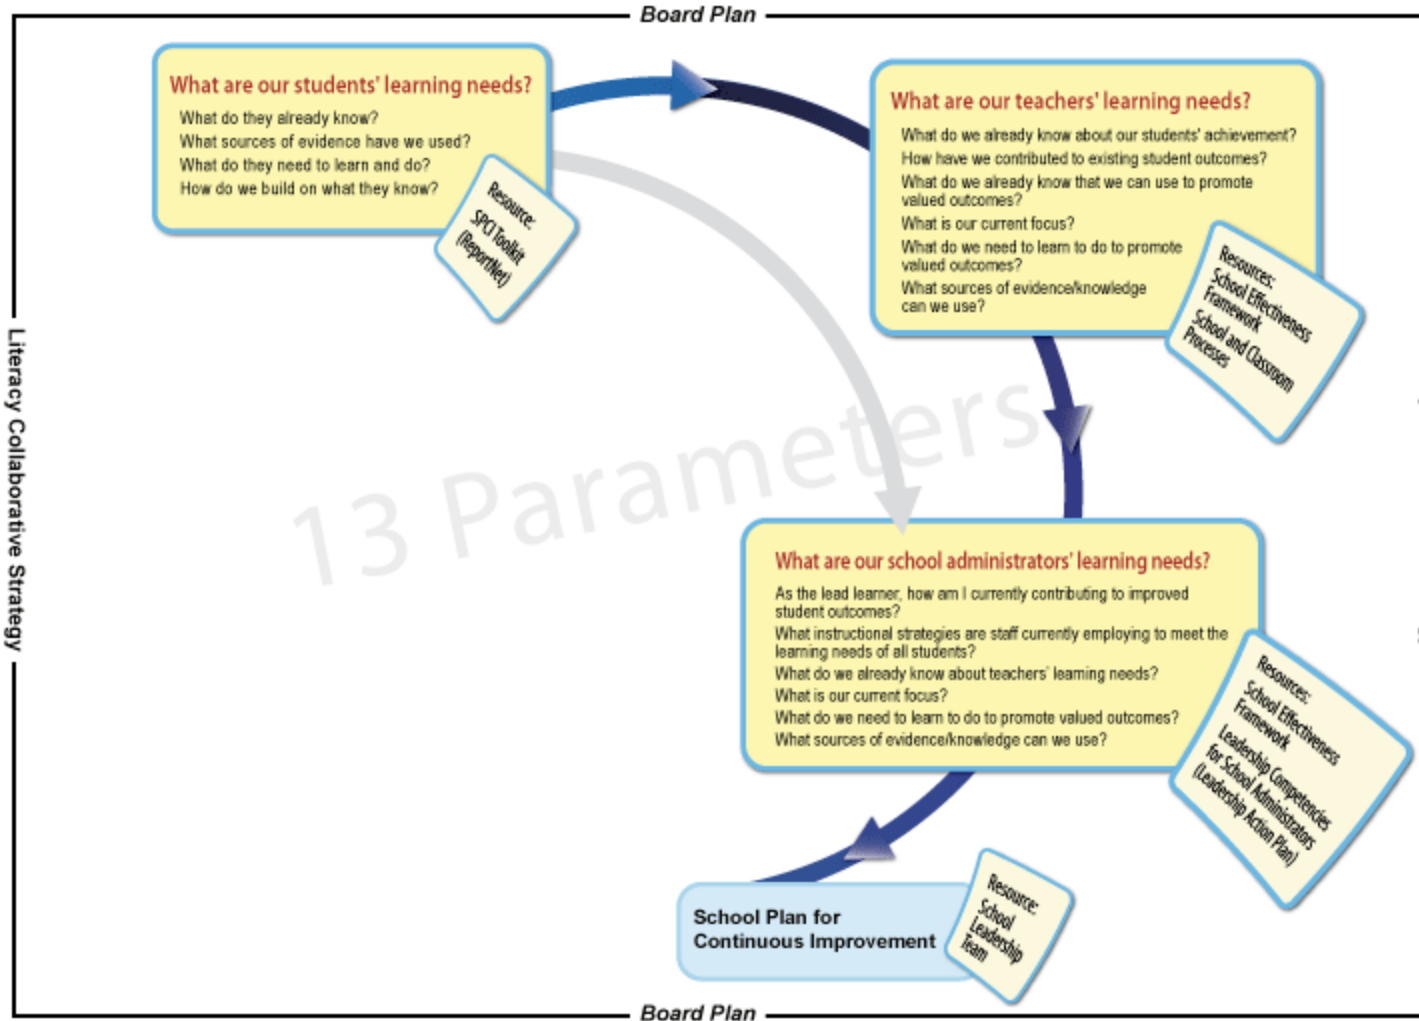 Board Plan
What are our students' learning needs?
What do they already know?
What sources of evidence have we used?
What do they need to learn and do?
How do we build on what they know?
Resource:
SPCI Toolkit
(ReportNet)
What are our teachers' learning needs?
What do we already know about our students' achievement?
How have we contributed to existing student outcomes?
What do we already know that we can use to promote
valued outcomes?
What is our current focus?
What do we need to learn to do to promote
valued outcomes?
What sources of evidence/knowledge
can we use?
Resources:
School Effectiveness
Framework
School and Classroom
Processes
Literacy Collaborative Strategy
13 Parameters
What are our school administrators' learning needs?
As the lead learner, how am I currently contributing to improved
student outcomes?
What instructional strategies are staff currently employing to meet the
learning needs of all students?
What do we already know about teachers' learning needs?
What is our current focus?
What do we need to learn to do to promote valued outcomes?
What sources of evidence/knowledge can we use?
Resources:
School Effectiveness
Framework
Leadership Competencies
for School Administrators
(Leadership Action Plan)
School Plan for
Continuous Improvement
Resource:
School
Leadership
Team
Board Plan